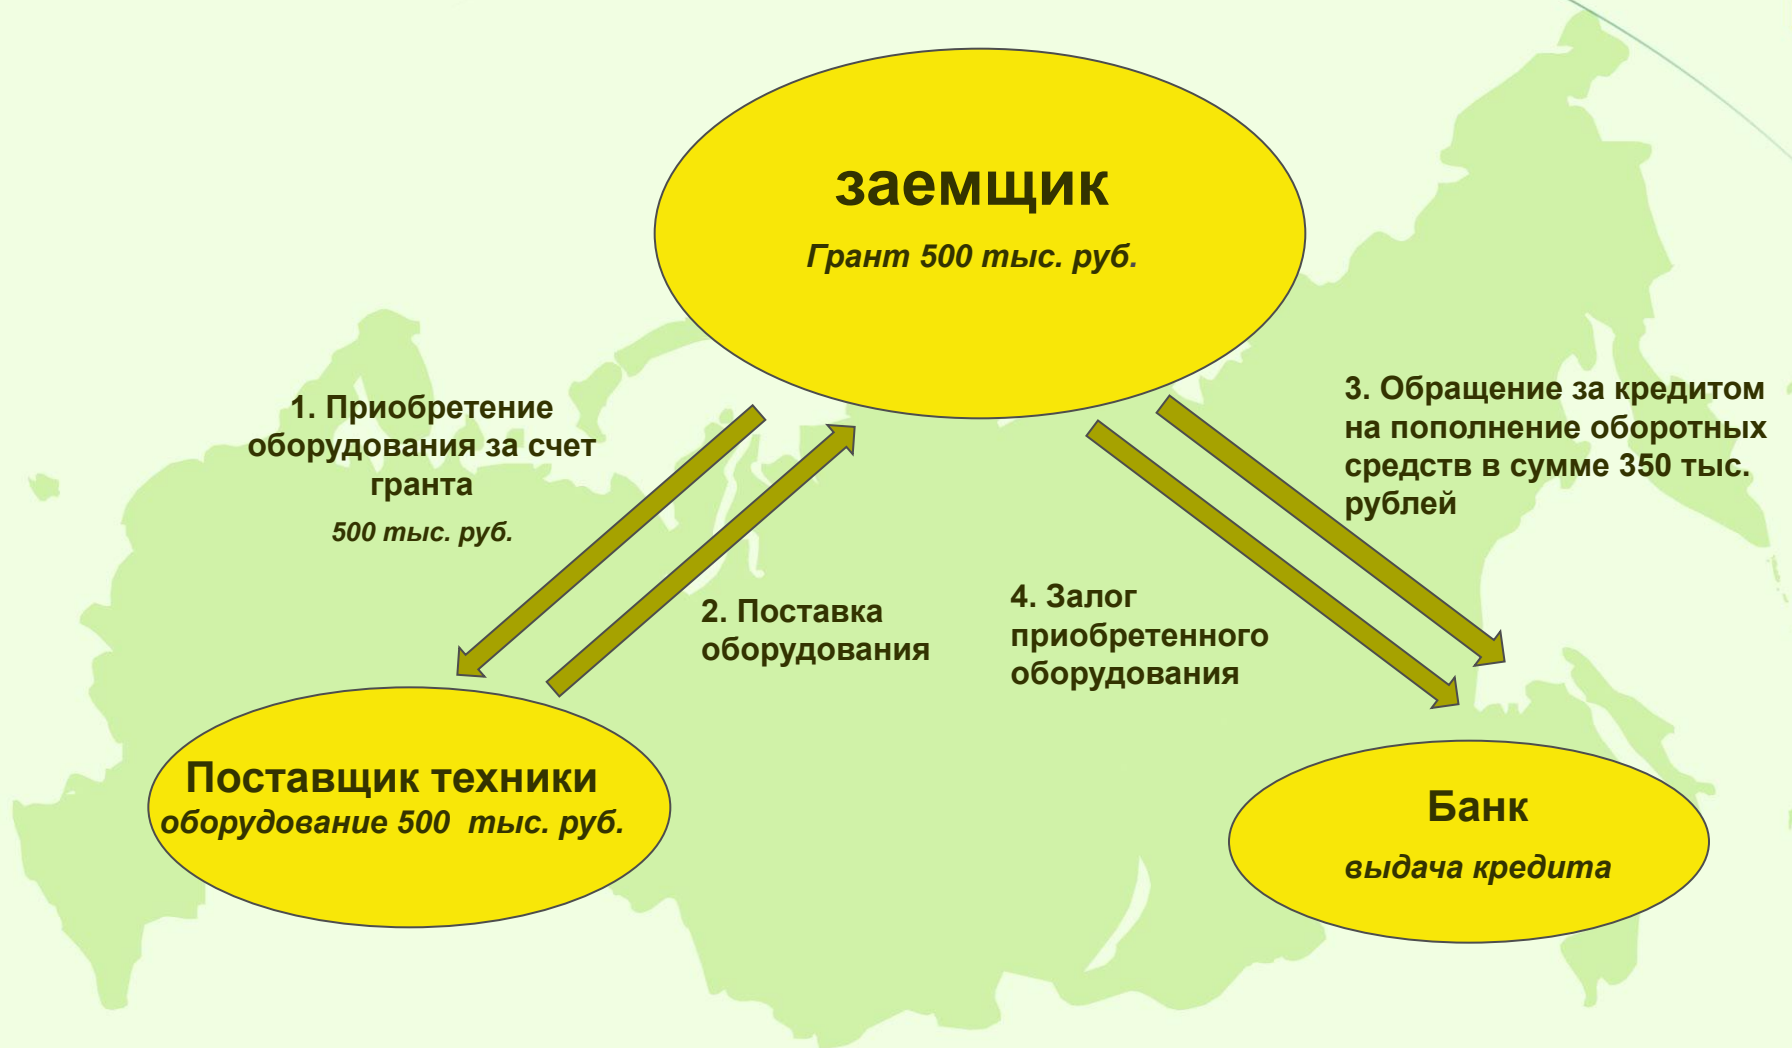 заемщик
Грант 500 тыс. руб.
1. Приобретение
оборудования за счет
гранта
500 тыс. руб.
2. Поставка
оборудования
3. Обращение за кредитом
на пополнение оборотных
средств в сумме 350 тыс.
рублей
4. Залог
приобретенного
оборудования
Поставщик техники
оборудование 500 тыс. руб.
Банк
выдача кредита